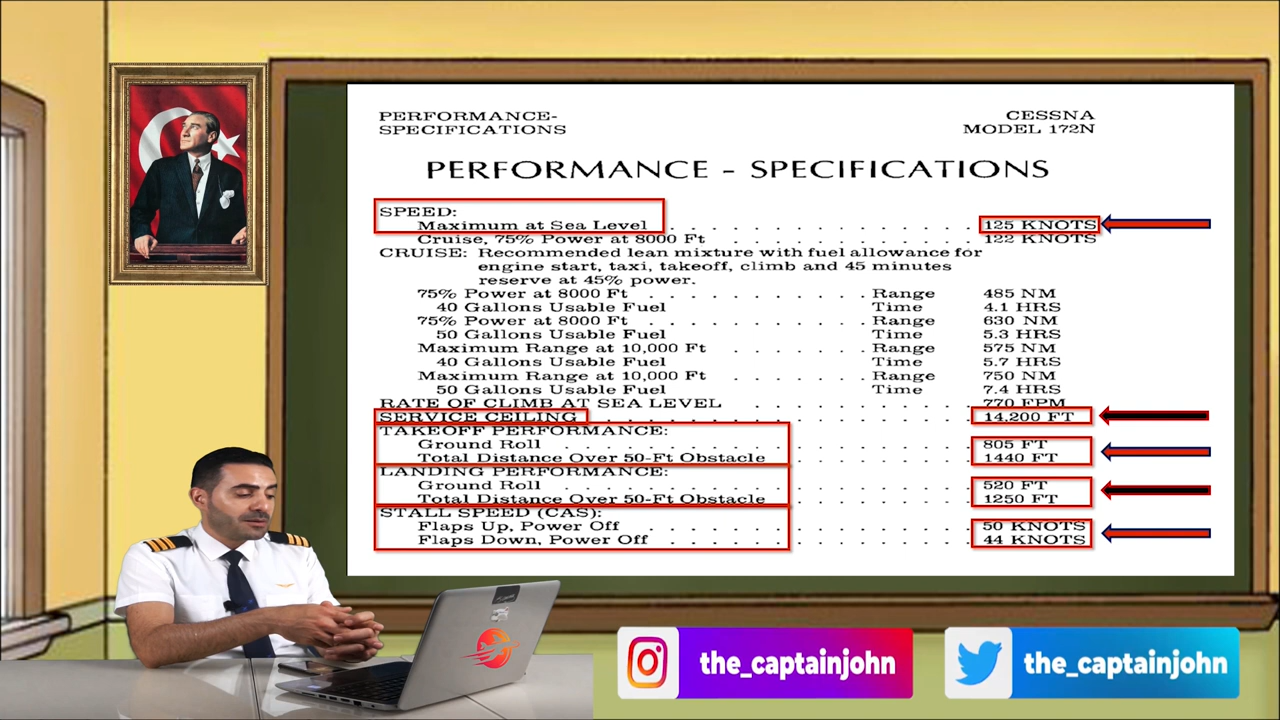 PERFORMANCE-
SPECIFICATIONS
CESSNA
MODEL 172N
PERFORMANCE - SPECIFICATIONS
SPEED:
Maximum at Sea Level . . . . . . . . . . . 125 KNOTS
Cruise, 75% Power at 8000 Ft . . . . . . . . . 122 KNOTS
CRUISE: Recommended lean mixture with fuel allowance for
engine start, taxi, takeoff, climb and 45 minutes
reserve at 45% power.
75% Power at 8000 Ft . . . . . . . . . . Range 485 NM
40 Gallons Usable Fuel Time 4.1 HRS
75% Power at 8000 Ft . . . . . . . . . . Range 630 NM
50 Gallons Usable Fuel Time 5.3 HRS
Maximum Range at 10,000 Ft . . . . . . . Range 575 NM
40 Gallons Usable Fuel Time 5.7 HRS
Maximum Range at 10,000 Ft . . . . . . . Range 750 NM
50 Gallons Usable Fuel Time 7.4 HRS
RATE OF CLIMB AT SEA LEVEL . . . . . . . . . 770 FPM
SERVICE CEILING . . . . . . . . . . . . . 14,200 FT
TAKEOFF PERFORMANCE:
Ground Roll . . . . . . . . . . . . . . . 805 FT
Total Distance Over 50-Ft Obstacle . . . . . . . 1440 FT
LANDING PERFORMANCE:
Ground Roll . . . . . . . . . . . . . . . 520 FT
Total Distance Over 50-Ft Obstacle . . . . . . . 1250 FT
STALL SPEED (CAS):
Flaps Up, Power Off . . . . . . . . . . . . 50 KNOTS
Flaps Down, Power Off . . . . . . . . . . . 44 KNOTS
the_captainjohn
the_captainjohn